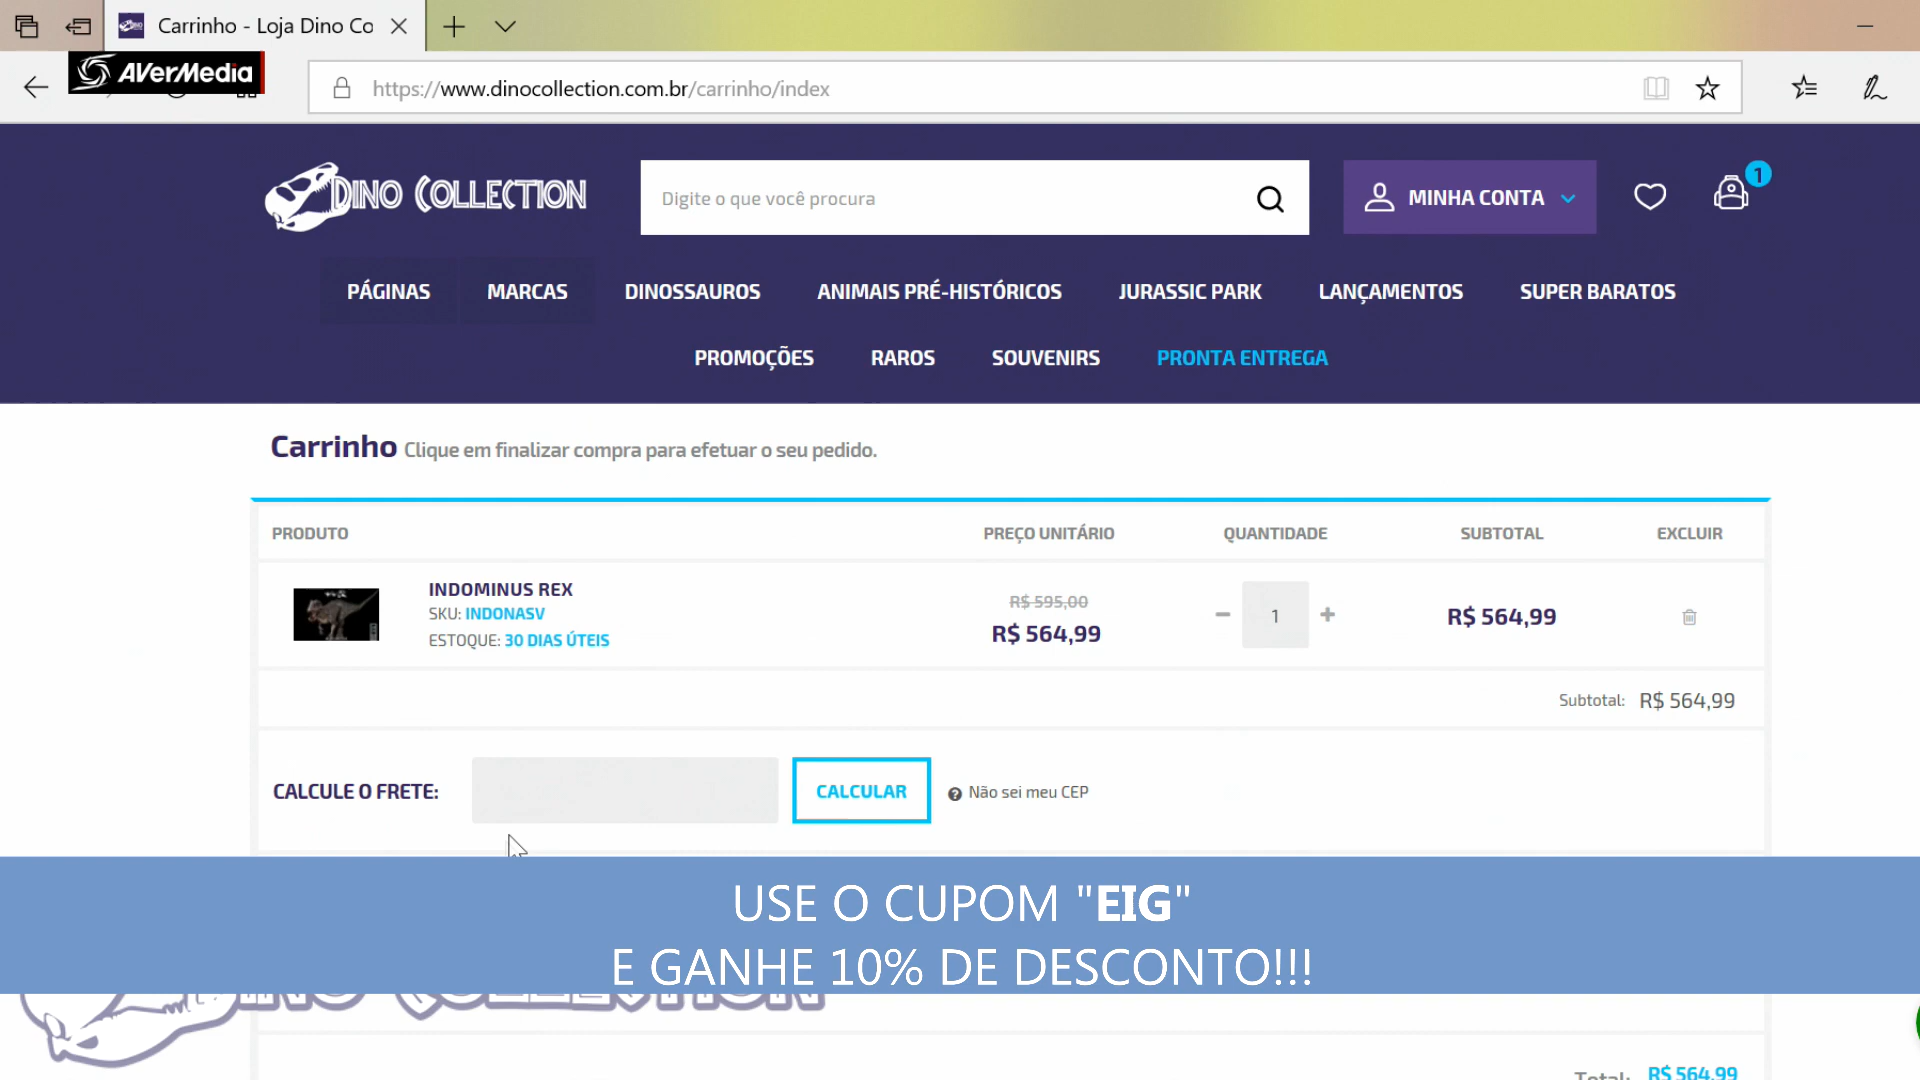 Carrinho - Loja Dino Co
AVerMedia
https://www.dinocollection.com.br/carrinho/index
DINO COLLECTION
Digite o que você procura
MINHA CONTA
1
PÁGINAS MARCAS DINOSSAUROS ANIMAIS PRÉ-HISTÓRICOS JURASSIC PARK LANÇAMENTOS SUPER BARATOS
PROMOÇÕES RAROS SOUVENIRS PRONTA ENTREGA
Carrinho Clique em finalizar compra para efetuar o seu pedido.
PRODUTO PREÇO UNITÁRIO QUANTIDADE SUBTOTAL EXCLUIR
INDOMINUS REX
SKU: INDONASV
ESTOQUE: 30 DIAS ÚTEIS
R$ 595,00
R$ 564,99
1
R$ 564,99
Subtotal: R$ 564,99
CALCULE O FRETE: CALCULAR Não sei meu CEP
USE O CUPOM "EIG"
E GANHE 10% DE DESCONTO!!!
DINO COLLECTION
Total: R$ 564,99